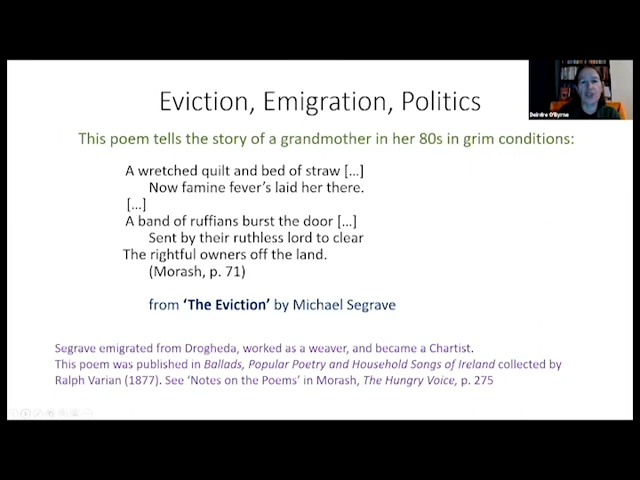 Eviction, Emigration, Politics
Deirdre O'Byrne
This poem tells the story of a grandmother in her 80s in grim conditions:
A wretched quilt and bed of straw […]
Now famine fever's laid her there.
[…]
A band of ruffians burst the door […]
Sent by their ruthless lord to clear
The rightful owners off the land.
(Morash, p. 71)
from 'The Eviction' by Michael Segrave
Segrave emigrated from Drogheda, worked as a weaver, and became a Chartist.
This poem was published in Ballads, Popular Poetry and Household Songs of Ireland collected by
Ralph Varian (1877). See 'Notes on the Poems' in Morash, The Hungry Voice, p. 275